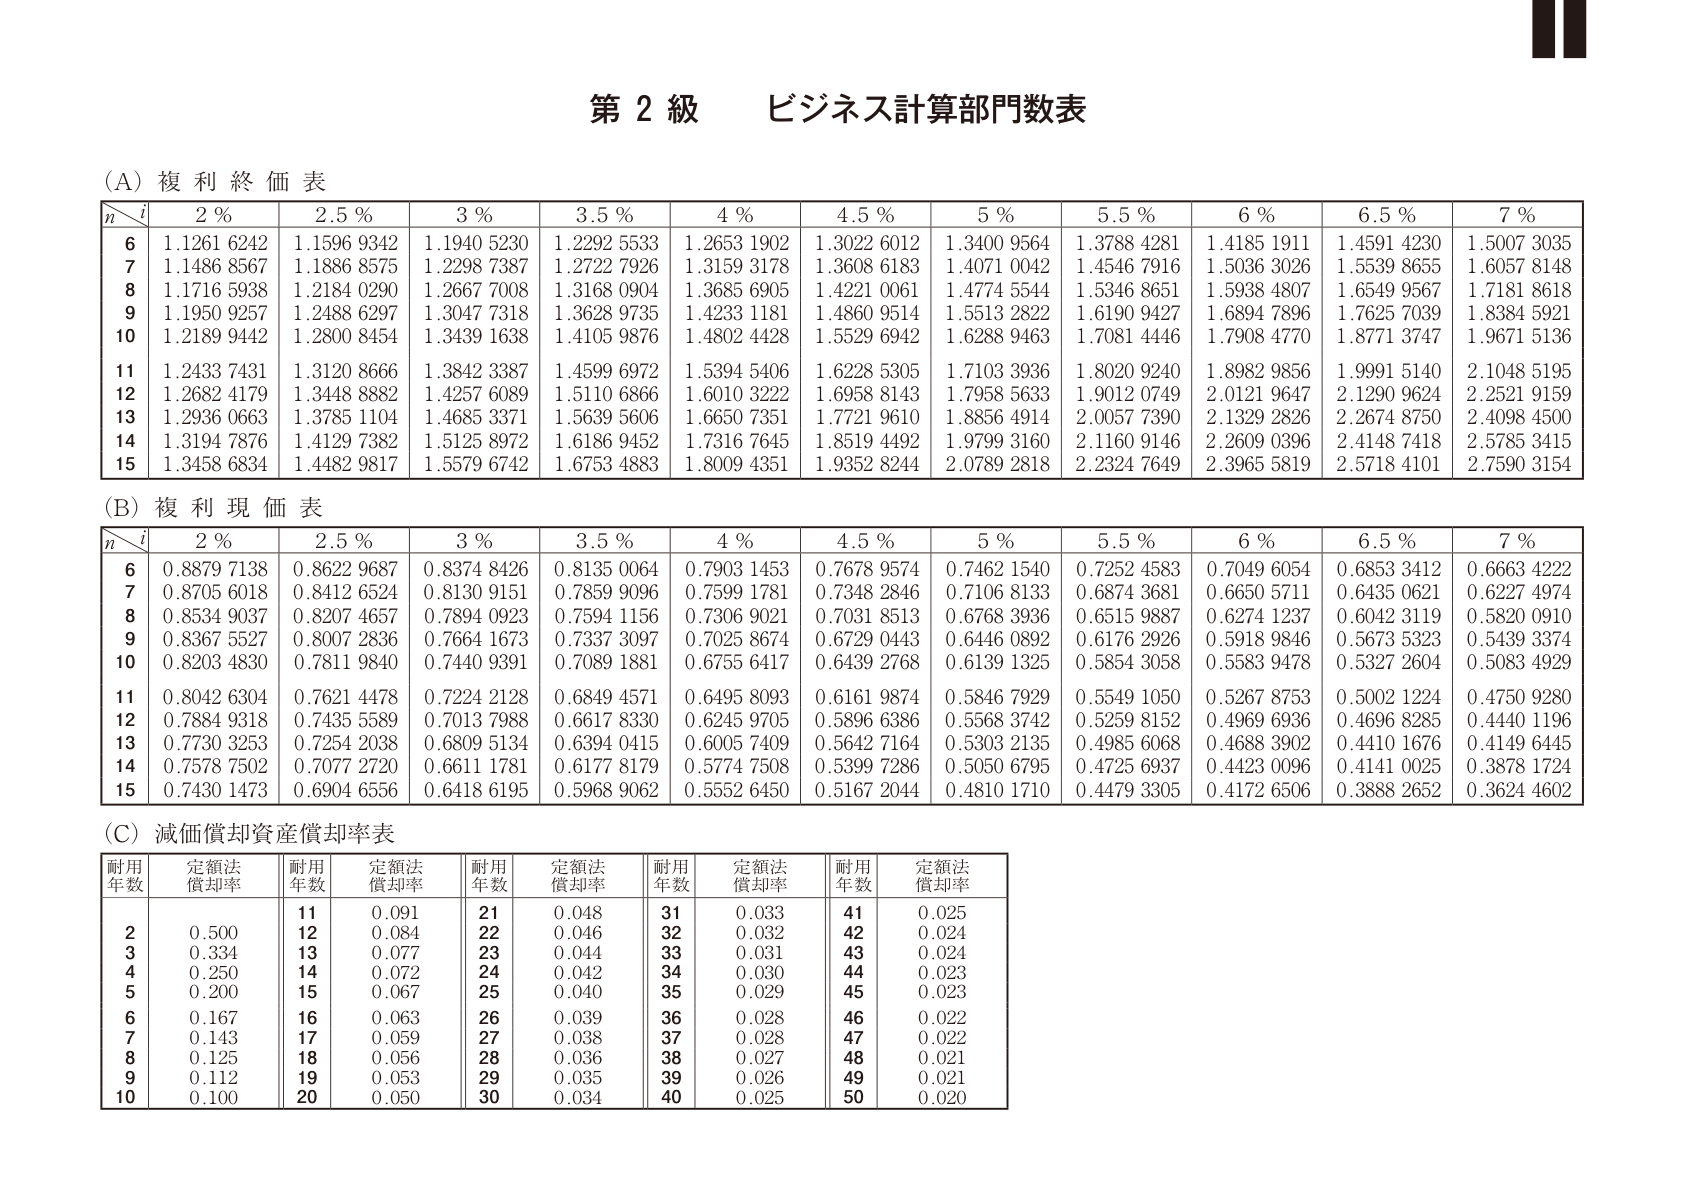 第 2 級　　ビジネス計算部門数表
（A）複 利 終 価 表
n i 2 % 2.5 % 3 % 3.5 % 4 % 4.5 % 5 % 5.5 % 6 % 6.5 % 7 %
6 1.1261 6242 1.1596 9342 1.1940 5230 1.2292 5533 1.2653 1902 1.3022 6012 1.3400 9564 1.3788 4281 1.4185 1911 1.4591 4230 1.5007 3035
7 1.1486 8567 1.1886 8575 1.2298 7387 1.2722 7926 1.3159 3178 1.3608 6183 1.4071 0042 1.4546 7916 1.5036 3026 1.5539 8655 1.6057 8148
8 1.1716 5938 1.2184 0290 1.2667 7008 1.3168 0904 1.3685 6905 1.4221 0061 1.4774 5544 1.5346 8651 1.5938 4807 1.6549 9567 1.7181 8618
9 1.1950 9257 1.2488 6297 1.3047 7318 1.3628 9735 1.4233 1181 1.4860 9514 1.5513 2822 1.6190 9427 1.6894 7896 1.7625 7039 1.8384 5921
10 1.2189 9442 1.2800 8454 1.3439 1638 1.4105 9876 1.4802 4428 1.5529 6942 1.6288 9463 1.7081 4446 1.7908 4770 1.8771 3747 1.9671 5136
11 1.2433 7431 1.3120 8666 1.3842 3387 1.4599 6972 1.5394 5406 1.6228 5305 1.7103 3936 1.8020 9240 1.8982 9856 1.9991 5140 2.1048 5195
12 1.2682 4179 1.3448 8882 1.4257 6089 1.5110 6866 1.6010 3222 1.6958 8143 1.7958 5633 1.9012 0749 2.0121 9647 2.1290 9624 2.2521 9159
13 1.2936 0663 1.3785 1104 1.4685 3371 1.5639 5606 1.6650 7351 1.7721 9610 1.8856 4914 2.0057 7390 2.1329 2826 2.2674 8750 2.4098 4500
14 1.3194 7876 1.4129 7382 1.5125 8972 1.6186 9452 1.7316 7645 1.8519 4492 1.9799 3160 2.1160 9146 2.2609 0396 2.4148 7418 2.5785 3415
15 1.3458 6834 1.4482 9817 1.5579 6742 1.6753 4883 1.8009 4351 1.9352 8244 2.0789 2818 2.2324 7649 2.3965 5819 2.5718 4101 2.7590 3154
（B）複 利 現 価 表
n i 2 % 2.5 % 3 % 3.5 % 4 % 4.5 % 5 % 5.5 % 6 % 6.5 % 7 %
6 0.8879 7138 0.8622 9687 0.8374 8426 0.8135 0064 0.7903 1453 0.7678 9574 0.7462 1540 0.7252 4583 0.7049 6054 0.6853 3412 0.6663 4222
7 0.8705 6018 0.8412 6524 0.8130 9151 0.7859 9096 0.7599 1781 0.7348 2846 0.7106 8133 0.6874 3681 0.6650 5711 0.6435 0621 0.6227 4974
8 0.8534 9037 0.8207 4657 0.7894 0923 0.7594 1156 0.7306 9021 0.7031 8513 0.6768 3936 0.6515 9887 0.6274 1237 0.6042 3119 0.5820 0910
9 0.8367 5527 0.8007 2836 0.7664 1673 0.7337 3097 0.7025 8674 0.6729 0443 0.6446 0892 0.6176 2926 0.5918 9846 0.5673 5323 0.5439 3374
10 0.8203 4830 0.7811 9840 0.7440 9391 0.7089 1881 0.6755 6417 0.6439 2768 0.6139 1325 0.5854 3058 0.5583 9478 0.5327 2604 0.5083 4929
11 0.8042 6304 0.7621 4478 0.7224 2128 0.6849 4571 0.6495 8093 0.6161 9874 0.5846 7929 0.5549 1050 0.5267 8753 0.5002 1224 0.4750 9280
12 0.7884 9318 0.7435 5589 0.7013 7988 0.6617 8330 0.6245 9705 0.5896 6386 0.5568 3742 0.5259 8152 0.4969 6936 0.4696 8285 0.4440 1196
13 0.7730 3253 0.7254 2038 0.6809 5134 0.6394 0415 0.6005 7409 0.5642 7164 0.5303 2135 0.4985 6068 0.4688 3902 0.4410 1676 0.4149 6445
14 0.7578 7502 0.7077 2720 0.6611 1781 0.6177 8179 0.5774 7508 0.5399 7286 0.5050 6795 0.4725 6937 0.4423 0096 0.4141 0025 0.3878 1724
15 0.7430 1473 0.6904 6556 0.6418 6195 0.5968 9062 0.5552 6450 0.5167 2044 0.4810 1710 0.4479 3305 0.4172 6506 0.3888 2652 0.3624 4602
（C）減価償却資産償却率表
耐用 定額法 耐用 定額法 耐用 定額法 耐用 定額法 耐用 定額法
年数 償却率 年数 償却率 年数 償却率 年数 償却率 年数 償却率
11 0.091 21 0.048 31 0.033 41 0.025
2 0.500 12 0.084 22 0.046 32 0.032 42 0.024
3 0.334 13 0.077 23 0.044 33 0.031 43 0.024
4 0.250 14 0.072 24 0.042 34 0.030 44 0.023
5 0.200 15 0.067 25 0.040 35 0.029 45 0.023
6 0.167 16 0.063 26 0.039 36 0.028 46 0.022
7 0.143 17 0.059 27 0.038 37 0.028 47 0.022
8 0.125 18 0.056 28 0.036 38 0.027 48 0.021
9 0.112 19 0.053 29 0.035 39 0.026 49 0.021
10 0.100 20 0.050 30 0.034 40 0.025 50 0.020